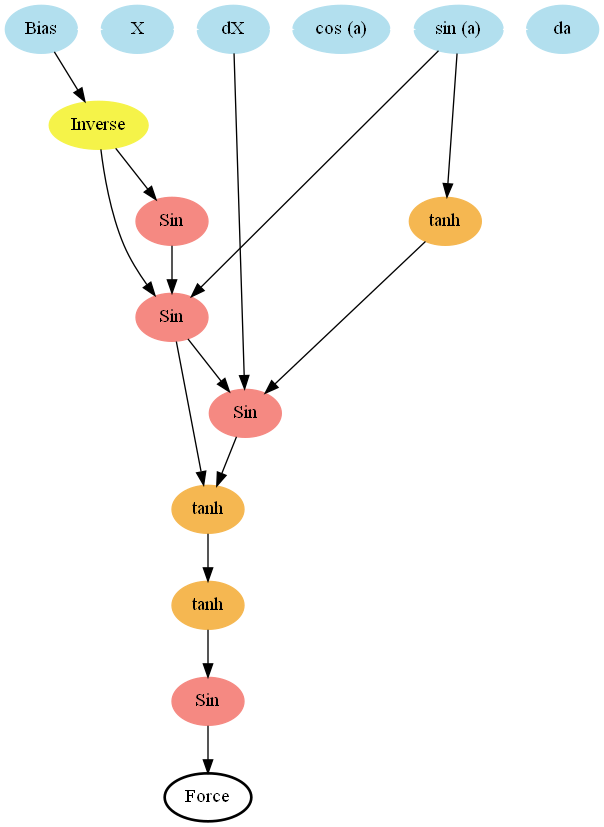 Bias X dX cos (a) sin (a) da
Inverse
Sin tanh
Sin
Sin
tanh
tanh
Sin
Force